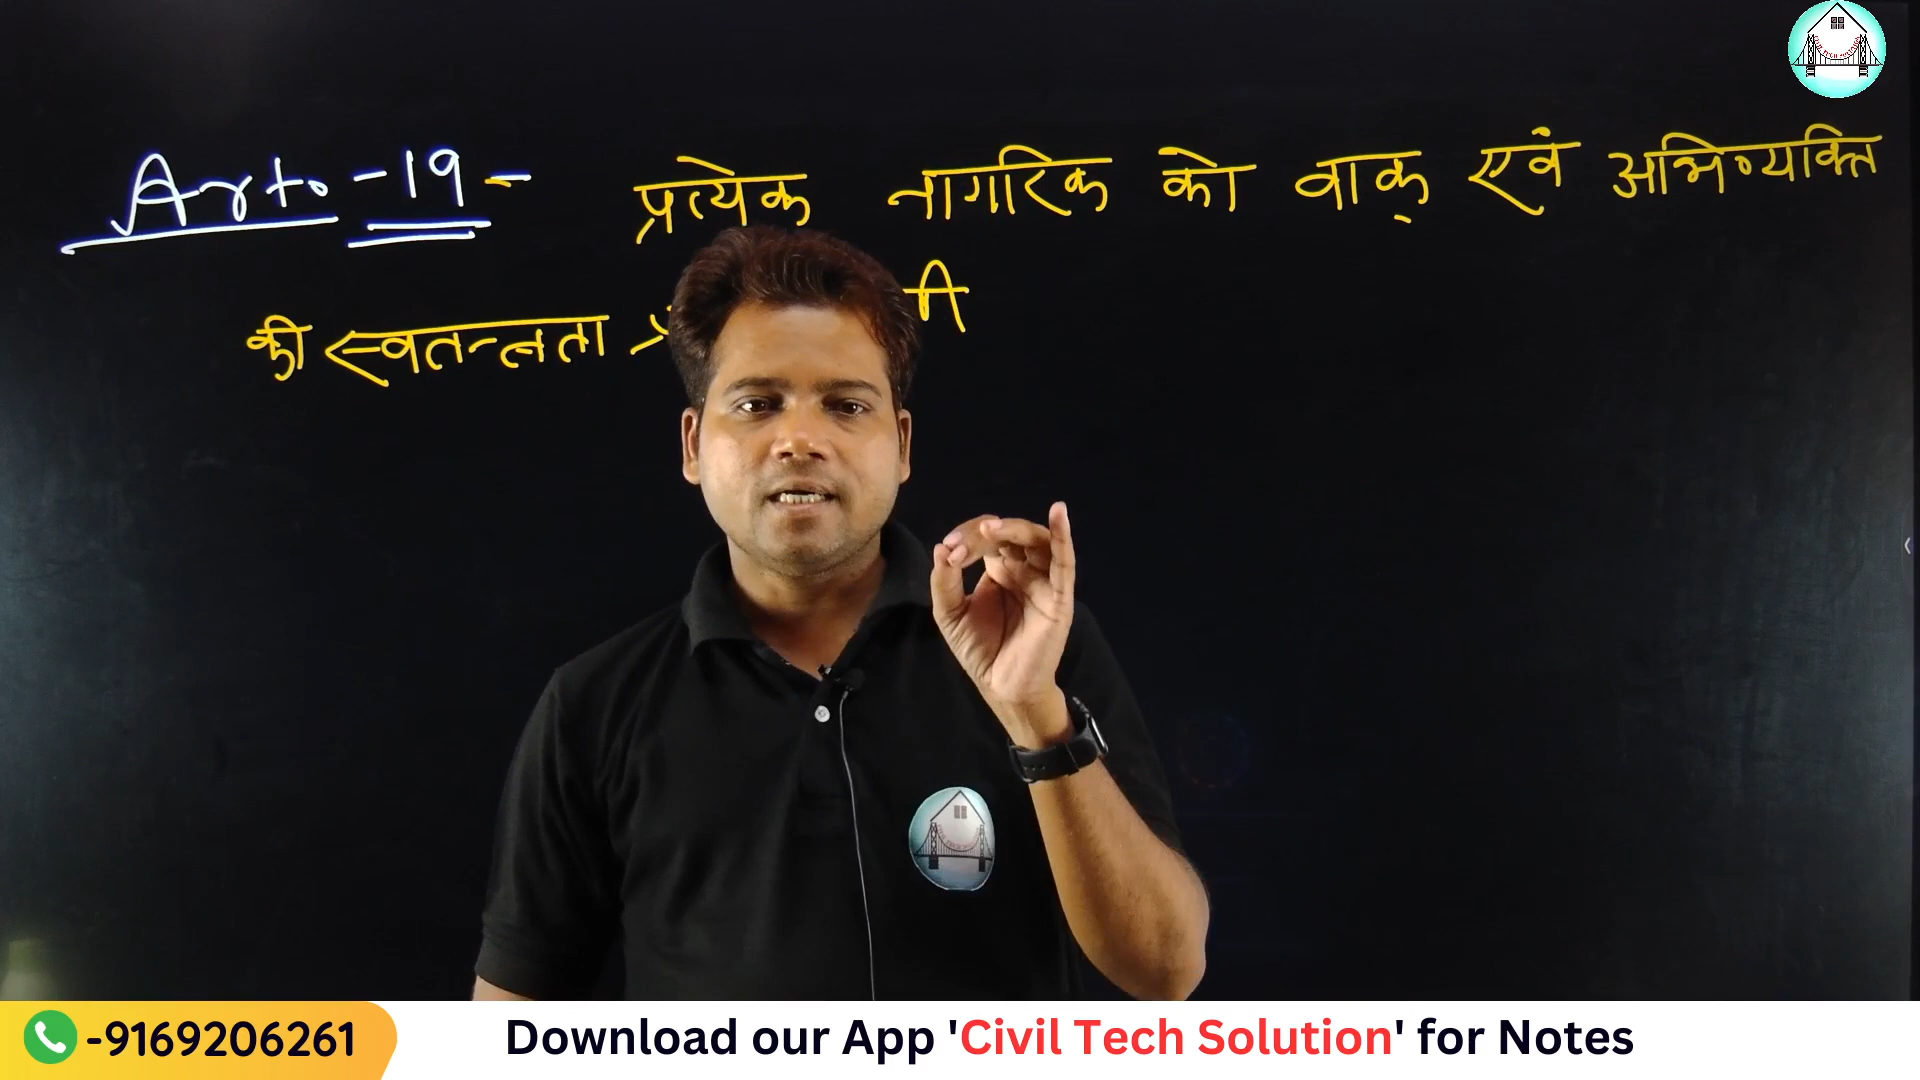 Art. -19 - प्रत्येक नागरिक को वाक् एवं अभिव्यक्ति
की स्वतन्त्रता
-9169206261
Download our App 'Civil Tech Solution' for Notes